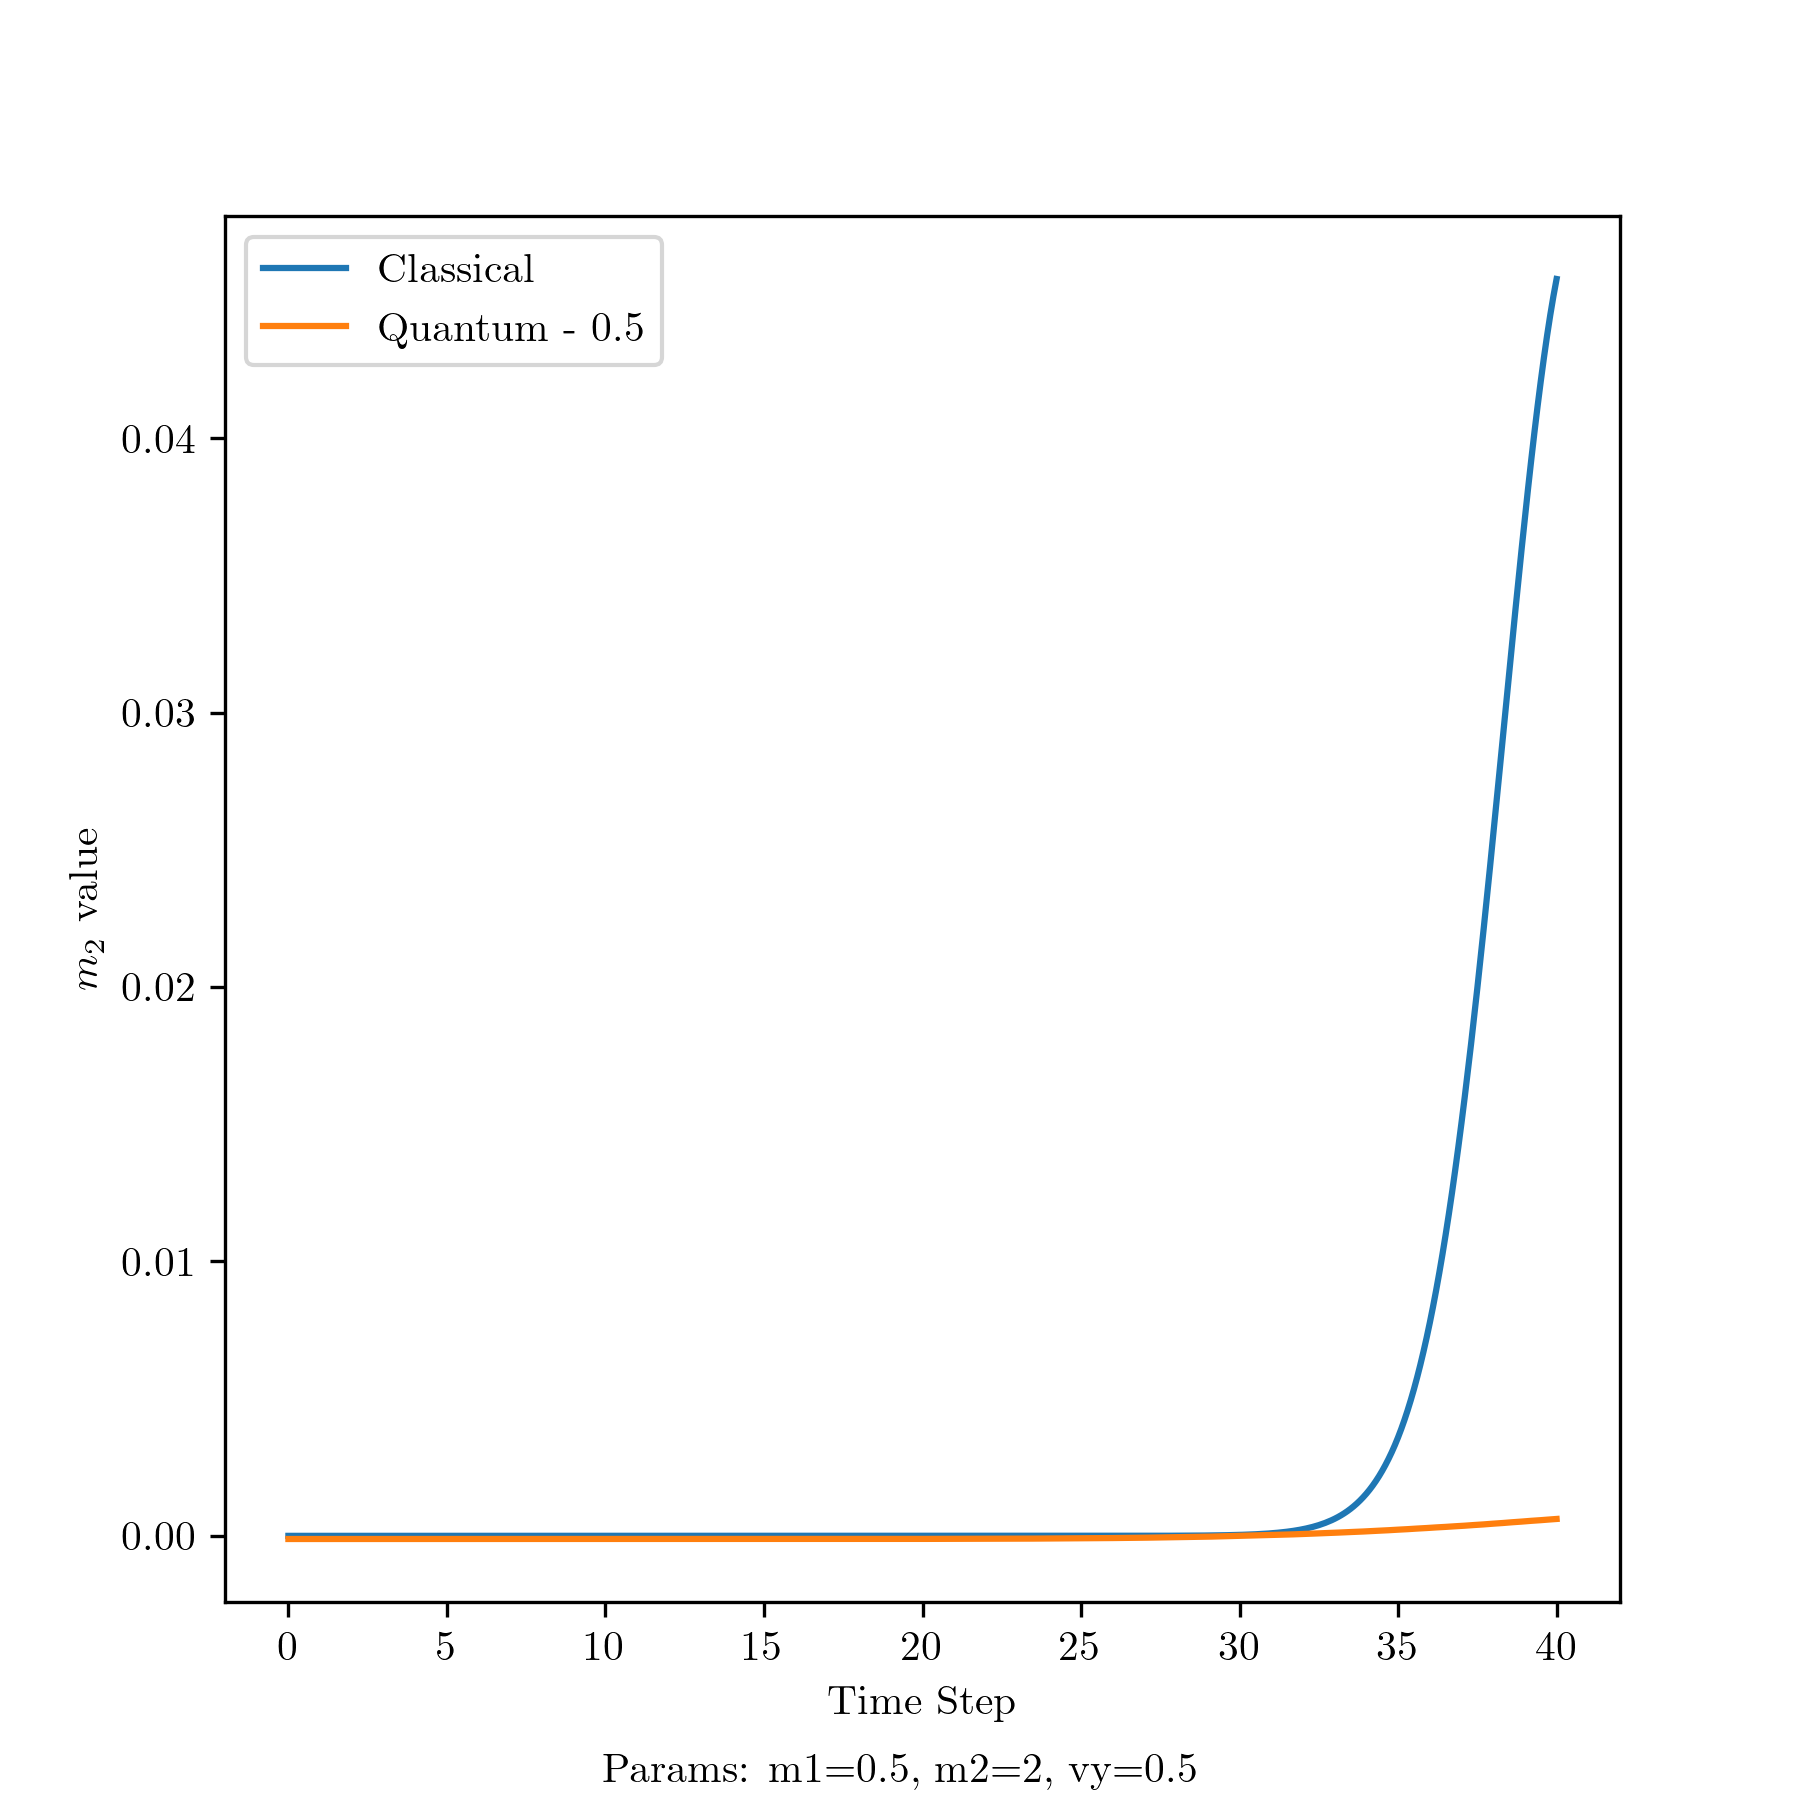 Classical
Quantum - 0.5
0.04
0.03
0.02
0.01
0.00
m₂ value
0 5 10 15 20 25 30 35 40
Time Step
Params: m1=0.5, m2=2, vy=0.5